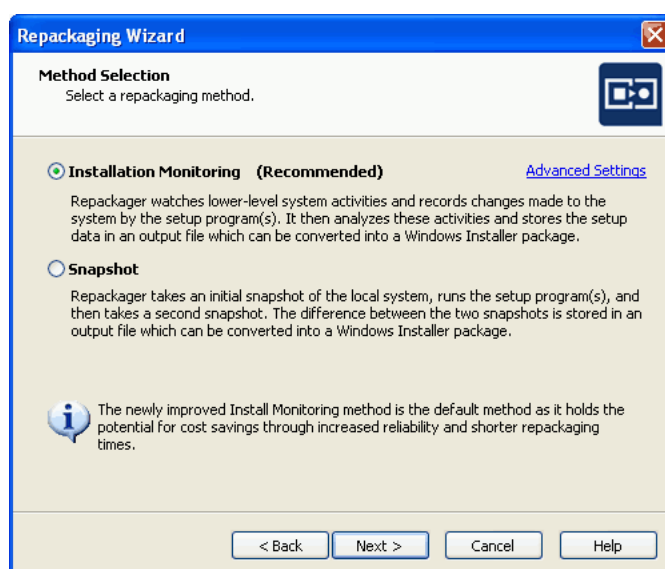 Repackaging Wizard
Method Selection
Select a repackaging method.
Installation Monitoring (Recommended)
Advanced Settings
Repackager watches lower-level system activities and records changes made to the
system by the setup program(s). It then analyzes these activities and stores the setup
data in an output file which can be converted into a Windows Installer package.
Snapshot
Repackager takes an initial snapshot of the local system, runs the setup program(s), and
then takes a second snapshot. The difference between the two snapshots is stored in an
output file which can be converted into a Windows Installer package.
The newly improved Install Monitoring method is the default method as it holds the
potential for cost savings through increased reliability and shorter repackaging
times.
< Back
Next >
Cancel
Help